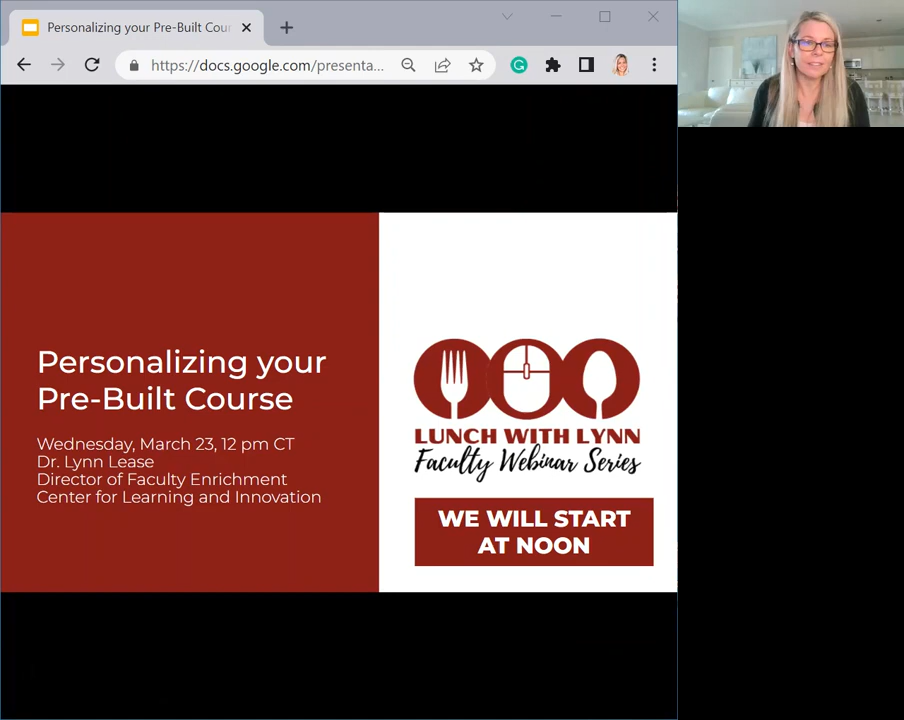 Personalizing your Pre-Built Cour
https://docs.google.com/presenta...
Personalizing your
Pre-Built Course
Wednesday, March 23, 12 pm CT
Dr. Lynn Lease
Director of Faculty Enrichment
Center for Learning and Innovation
LUNCH WITH LYNN
Faculty Webinar Series
WE WILL START
AT NOON